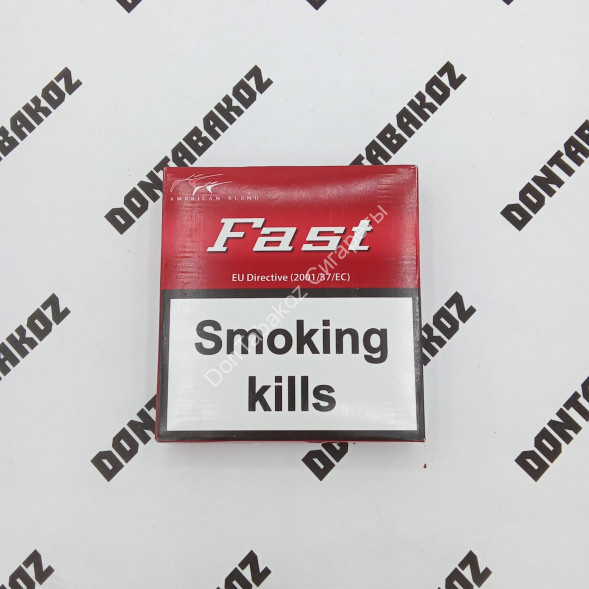 DONTABAKOZ
DONTABAKOZ
DONTABAKOZ
DONTABAKOZ
AMERICAN BLEND
Fast
EU Directive (2001/37/EC)
Smoking
kills
DonTabakoz Сигареты
DONTABAKOZ
DONTABAKOZ
DONTABAKOZ
DONTABAKOZ